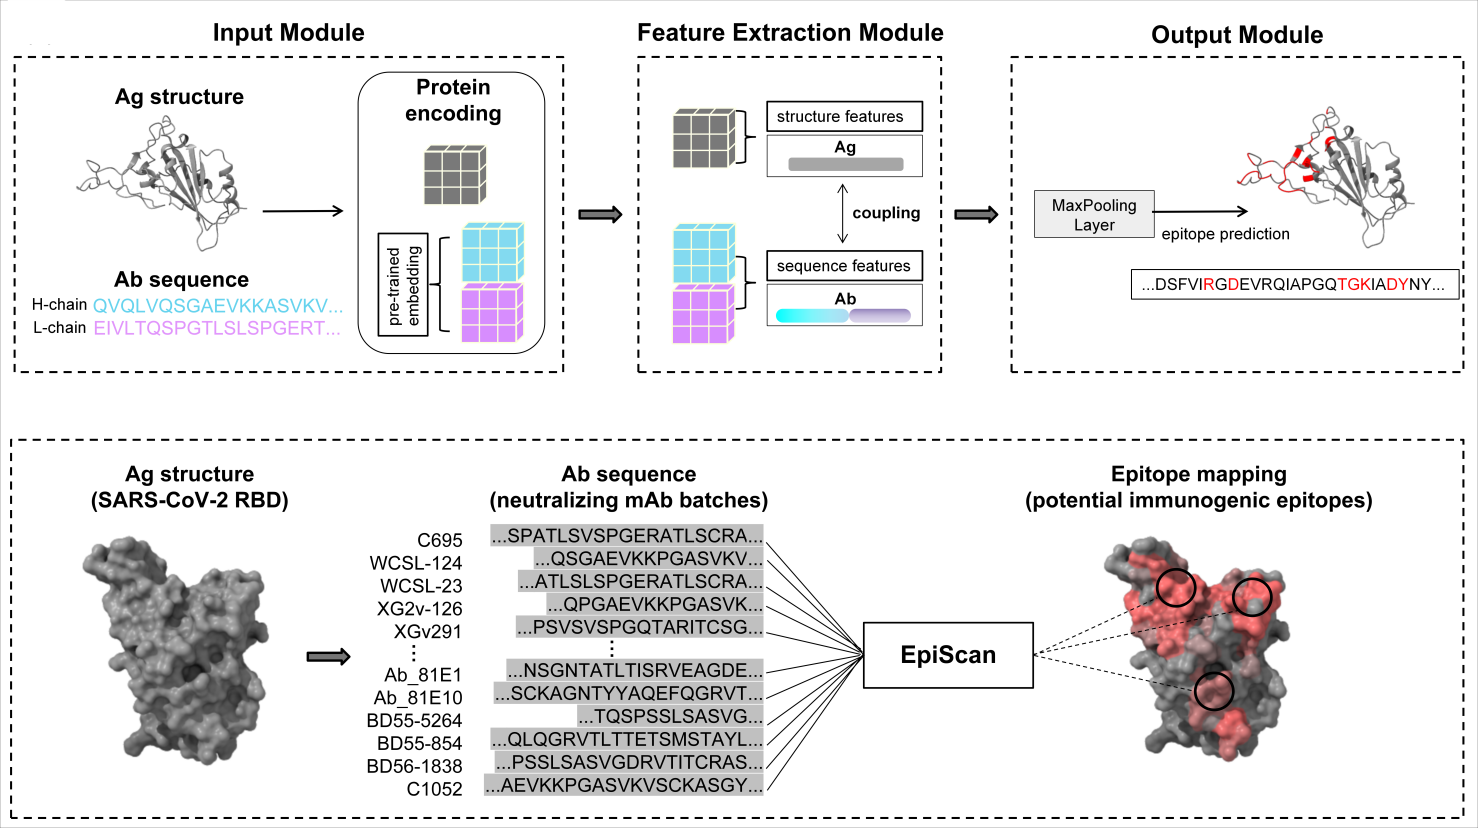 Input Module
Ag structure
Ab sequence
H-chain QVQLVQSGAEVKKASVKV...
L-chain EIVLTQSPGTLSLSPGERT...
Protein
encoding
pre-trained
embedding
Feature Extraction Module
structure features
Ag
coupling
sequence features
Ab
Output Module
MaxPooling
Layer
epitope prediction
...DSFVIRGDEVRQIAPGQTGKIADYNY...
Ag structure
(SARS-CoV-2 RBD)
Ab sequence
(neutralizing mAb batches)
C695 ...SPATLSVSPGERATLSCRA...
WCSL-124 ...QSGAEVKKPGASVKV...
WCSL-23 ...ATLSLSPGERATLSCRA...
XG2v-126 ...QPGAEVKKPGASVK...
XGv291 ...PSVSVSPGQTARITCSG...
Ab_81E1 ...NSGNTATLTISRVEAGDE...
Ab_81E10 ...SCKAGNTYYAQEFQGRVT...
BD55-5264 ...TQSPSSLSASVG...
BD55-854 ...QLQGRVTLTTETSMSTAYL...
BD56-1838 ...PSSLSASVGDRVTITCRAS...
C1052 ...AEVKKPGASVKVSCKASGY...
EpiScan
Epitope mapping
(potential immunogenic epitopes)